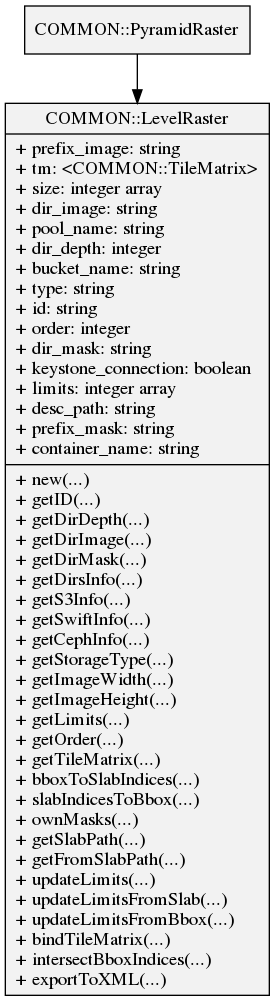 COMMON::PyramidRaster
COMMON::LevelRaster
+ prefix_image: string
+ tm: <COMMON::TileMatrix>
+ size: integer array
+ dir_image: string
+ pool_name: string
+ dir_depth: integer
+ bucket_name: string
+ type: string
+ id: string
+ order: integer
+ dir_mask: string
+ keystone_connection: boolean
+ limits: integer array
+ desc_path: string
+ prefix_mask: string
+ container_name: string
+ new(...)
+ getID(...)
+ getDirDepth(...)
+ getDirImage(...)
+ getDirMask(...)
+ getDirsInfo(...)
+ getS3Info(...)
+ getSwiftInfo(...)
+ getCephInfo(...)
+ getStorageType(...)
+ getImageWidth(...)
+ getImageHeight(...)
+ getLimits(...)
+ getOrder(...)
+ getTileMatrix(...)
+ bboxToSlabIndices(...)
+ slabIndicesToBbox(...)
+ ownMasks(...)
+ getSlabPath(...)
+ getFromSlabPath(...)
+ updateLimits(...)
+ updateLimitsFromSlab(...)
+ updateLimitsFromBbox(...)
+ bindTileMatrix(...)
+ intersectBboxIndices(...)
+ exportToXML(...)